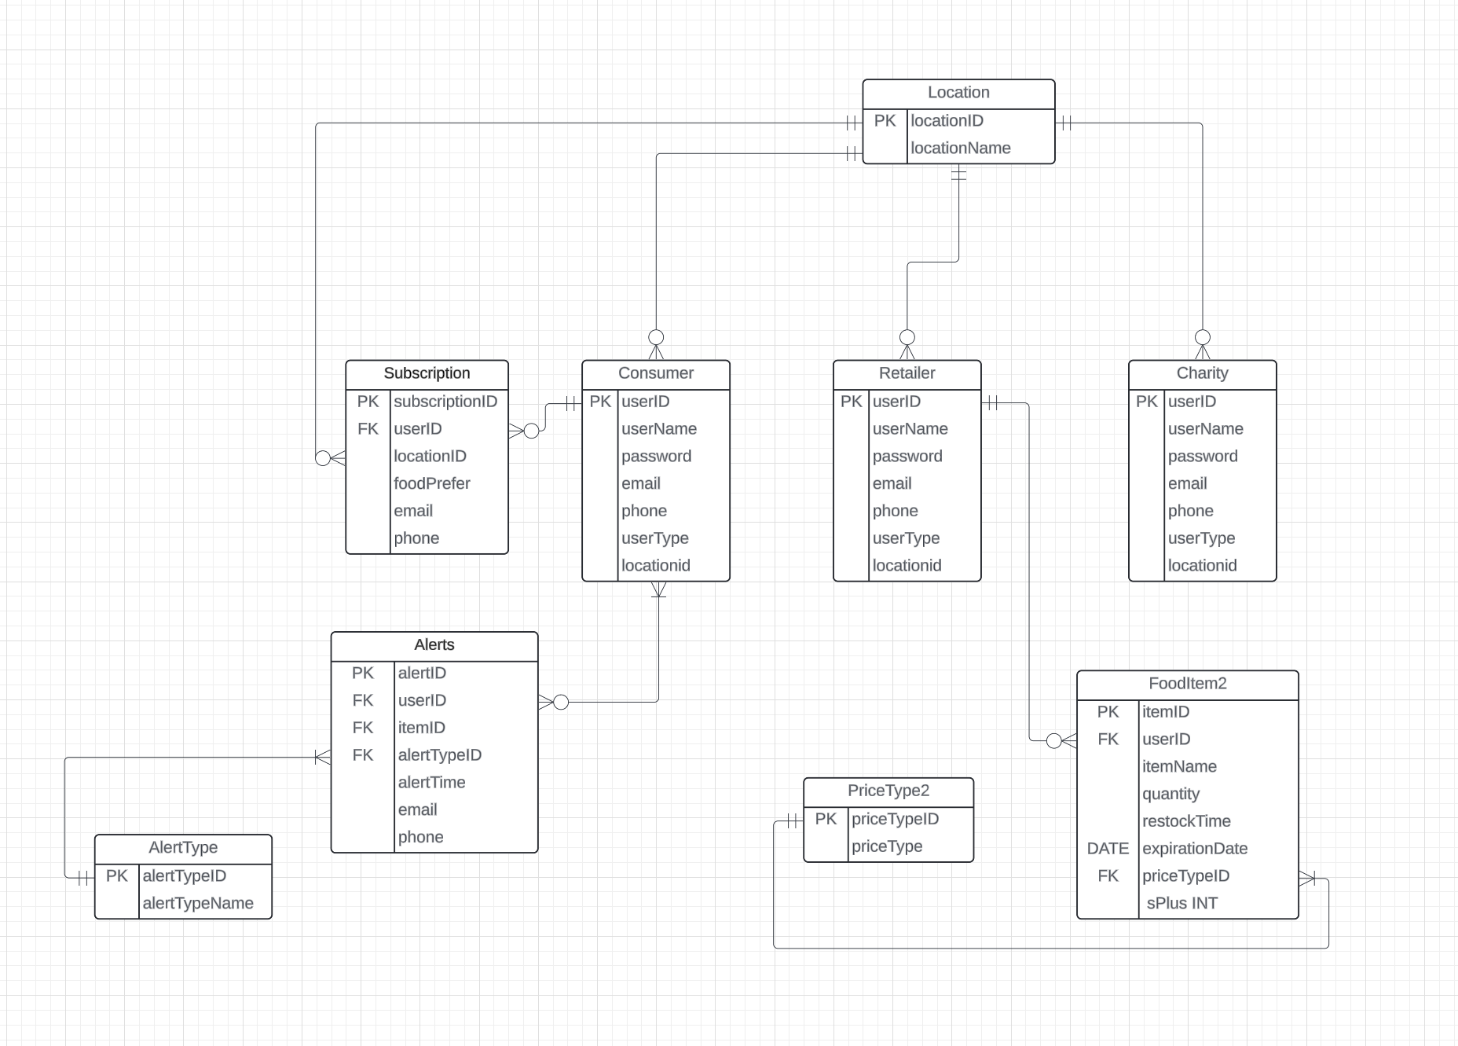 Location
PK locationID
locationName
Subscription
PK subscriptionID
FK userID
locationID
foodPrefer
email
phone
Consumer
PK userID
userName
password
email
phone
userType
locationid
Retailer
PK userID
userName
password
email
phone
userType
locationid
Charity
PK userID
userName
password
email
phone
userType
locationid
Alerts
PK alertID
FK userID
FK itemID
FK alertTypeID
alertTime
email
phone
FoodItem2
PK itemID
FK userID
itemName
quantity
restockTime
DATE expirationDate
FK priceTypeID
sPlus INT
PriceType2
PK priceTypeID
priceType
AlertType
PK alertTypeID
alertTypeName